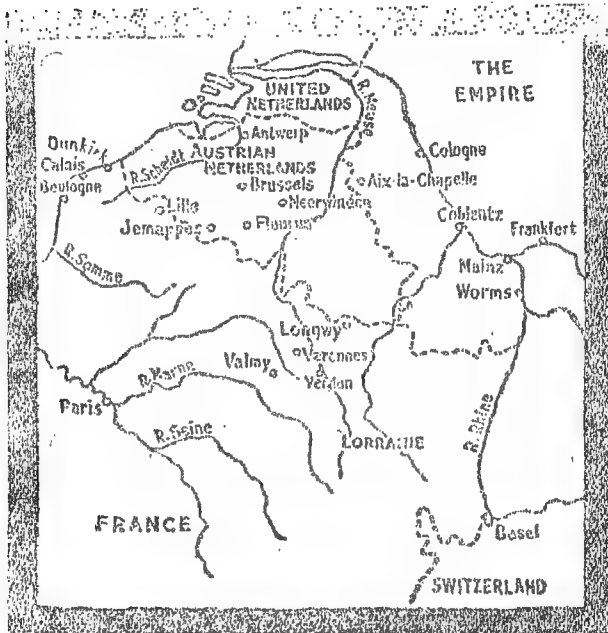 THE
EMPIRE
UNITED
NETHERLANDS
R. Meuse
Antwerp
Dunkirk
Calais
Boulogne
R. Scheldt
AUSTRIAN
NETHERLANDS
Cologne
Brussels
Aix-la-Chapelle
Neerwinden
Lille
Jemappes
Fleurus
Coblentz
Frankfort
R. Somme
Mainz
Worms
Longwy
Varennes
Valmy
Verdun
R. Marne
Paris
R. Seine
LORRAINE
R. Rhine
FRANCE
Basel
SWITZERLAND